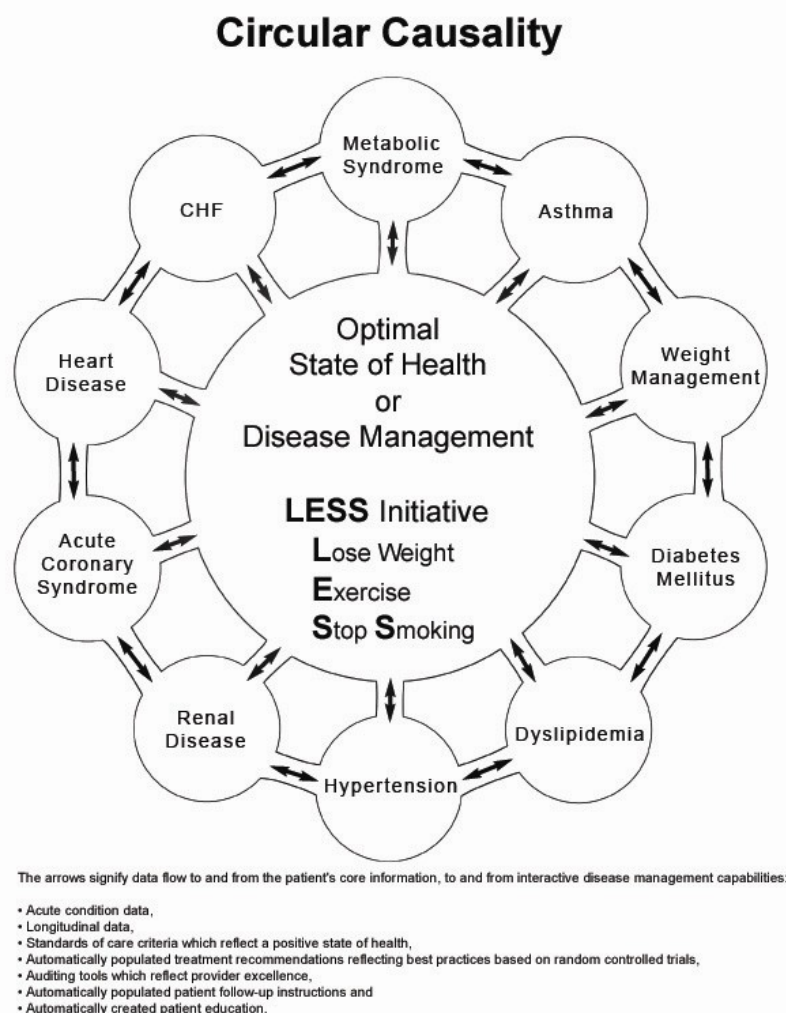 Circular Causality
Metabolic
Syndrome
Asthma
Weight
Management
Diabetes
Mellitus
Dyslipidemia
Hypertension
Renal
Disease
Acute
Coronary
Syndrome
Heart
Disease
CHF
Optimal
State of Health
or
Disease Management
LESS Initiative
Lose Weight
Exercise
Stop Smoking
The arrows signify data flow to and from the patient's core information, to and from interactive disease management capabilities:
• Acute condition data,
• Longitudinal data,
• Standards of care criteria which reflect a positive state of health,
• Automatically populated treatment recommendations reflecting best practices based on random controlled trials,
• Auditing tools which reflect provider excellence,
• Automatically populated patient follow-up instructions and
• Automatically created patient education.